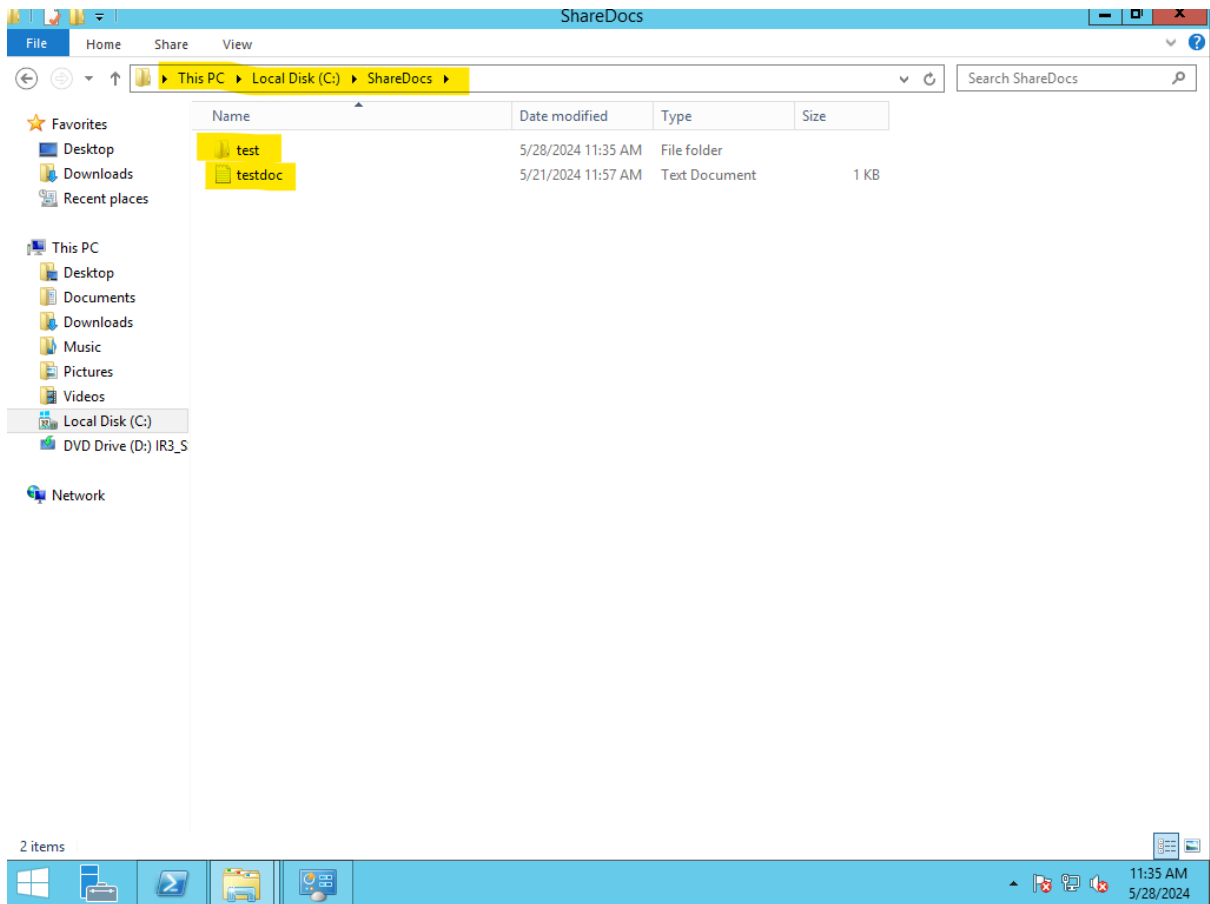 ShareDocs
File Home Share View
This PC Local Disk (C:) ShareDocs Search ShareDocs
Name Date modified Type Size
test 5/28/2024 11:35 AM File folder
testdoc 5/21/2024 11:57 AM Text Document 1 KB
Favorites
Desktop
Downloads
Recent places
This PC
Desktop
Documents
Downloads
Music
Pictures
Videos
Local Disk (C:)
DVD Drive (D:) IR3_S
Network
2 items
11:35 AM
5/28/2024